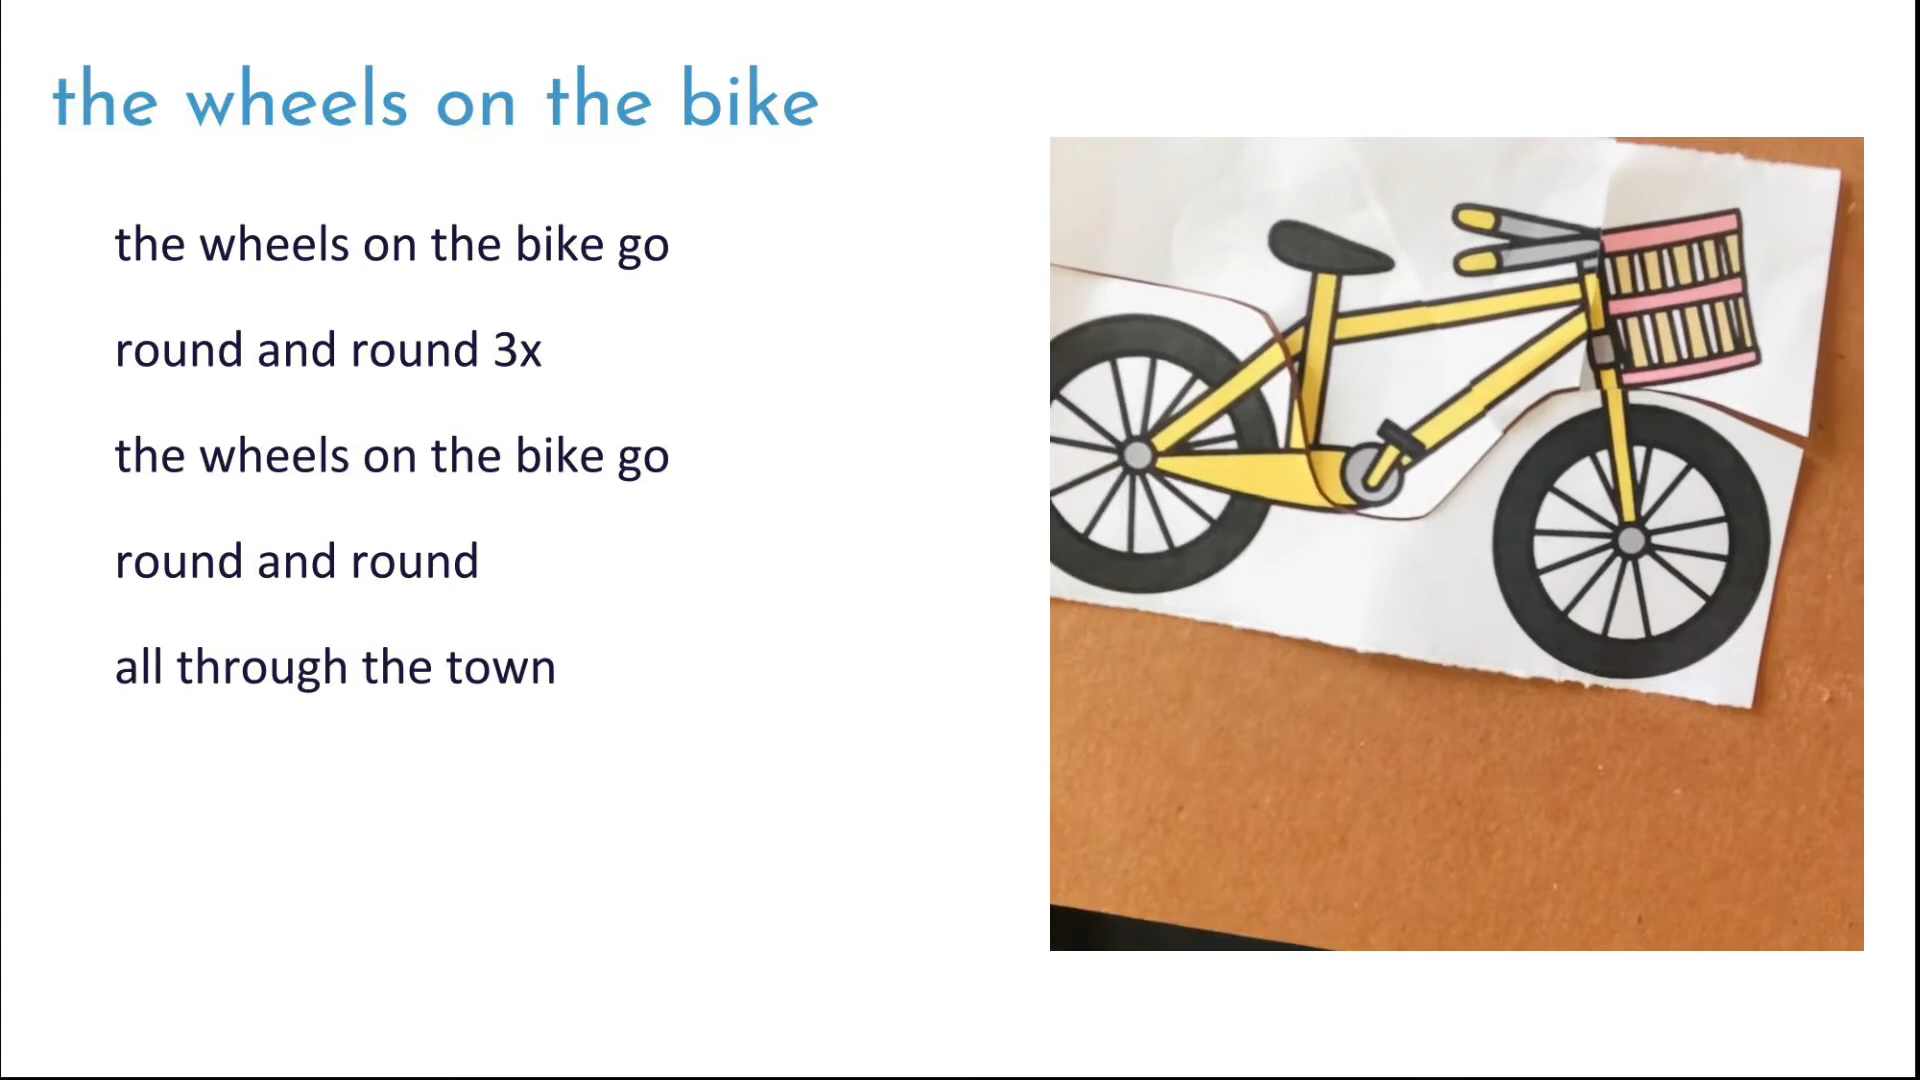 the wheels on the bike
the wheels on the bike go
round and round 3x
the wheels on the bike go
round and round
all through the town